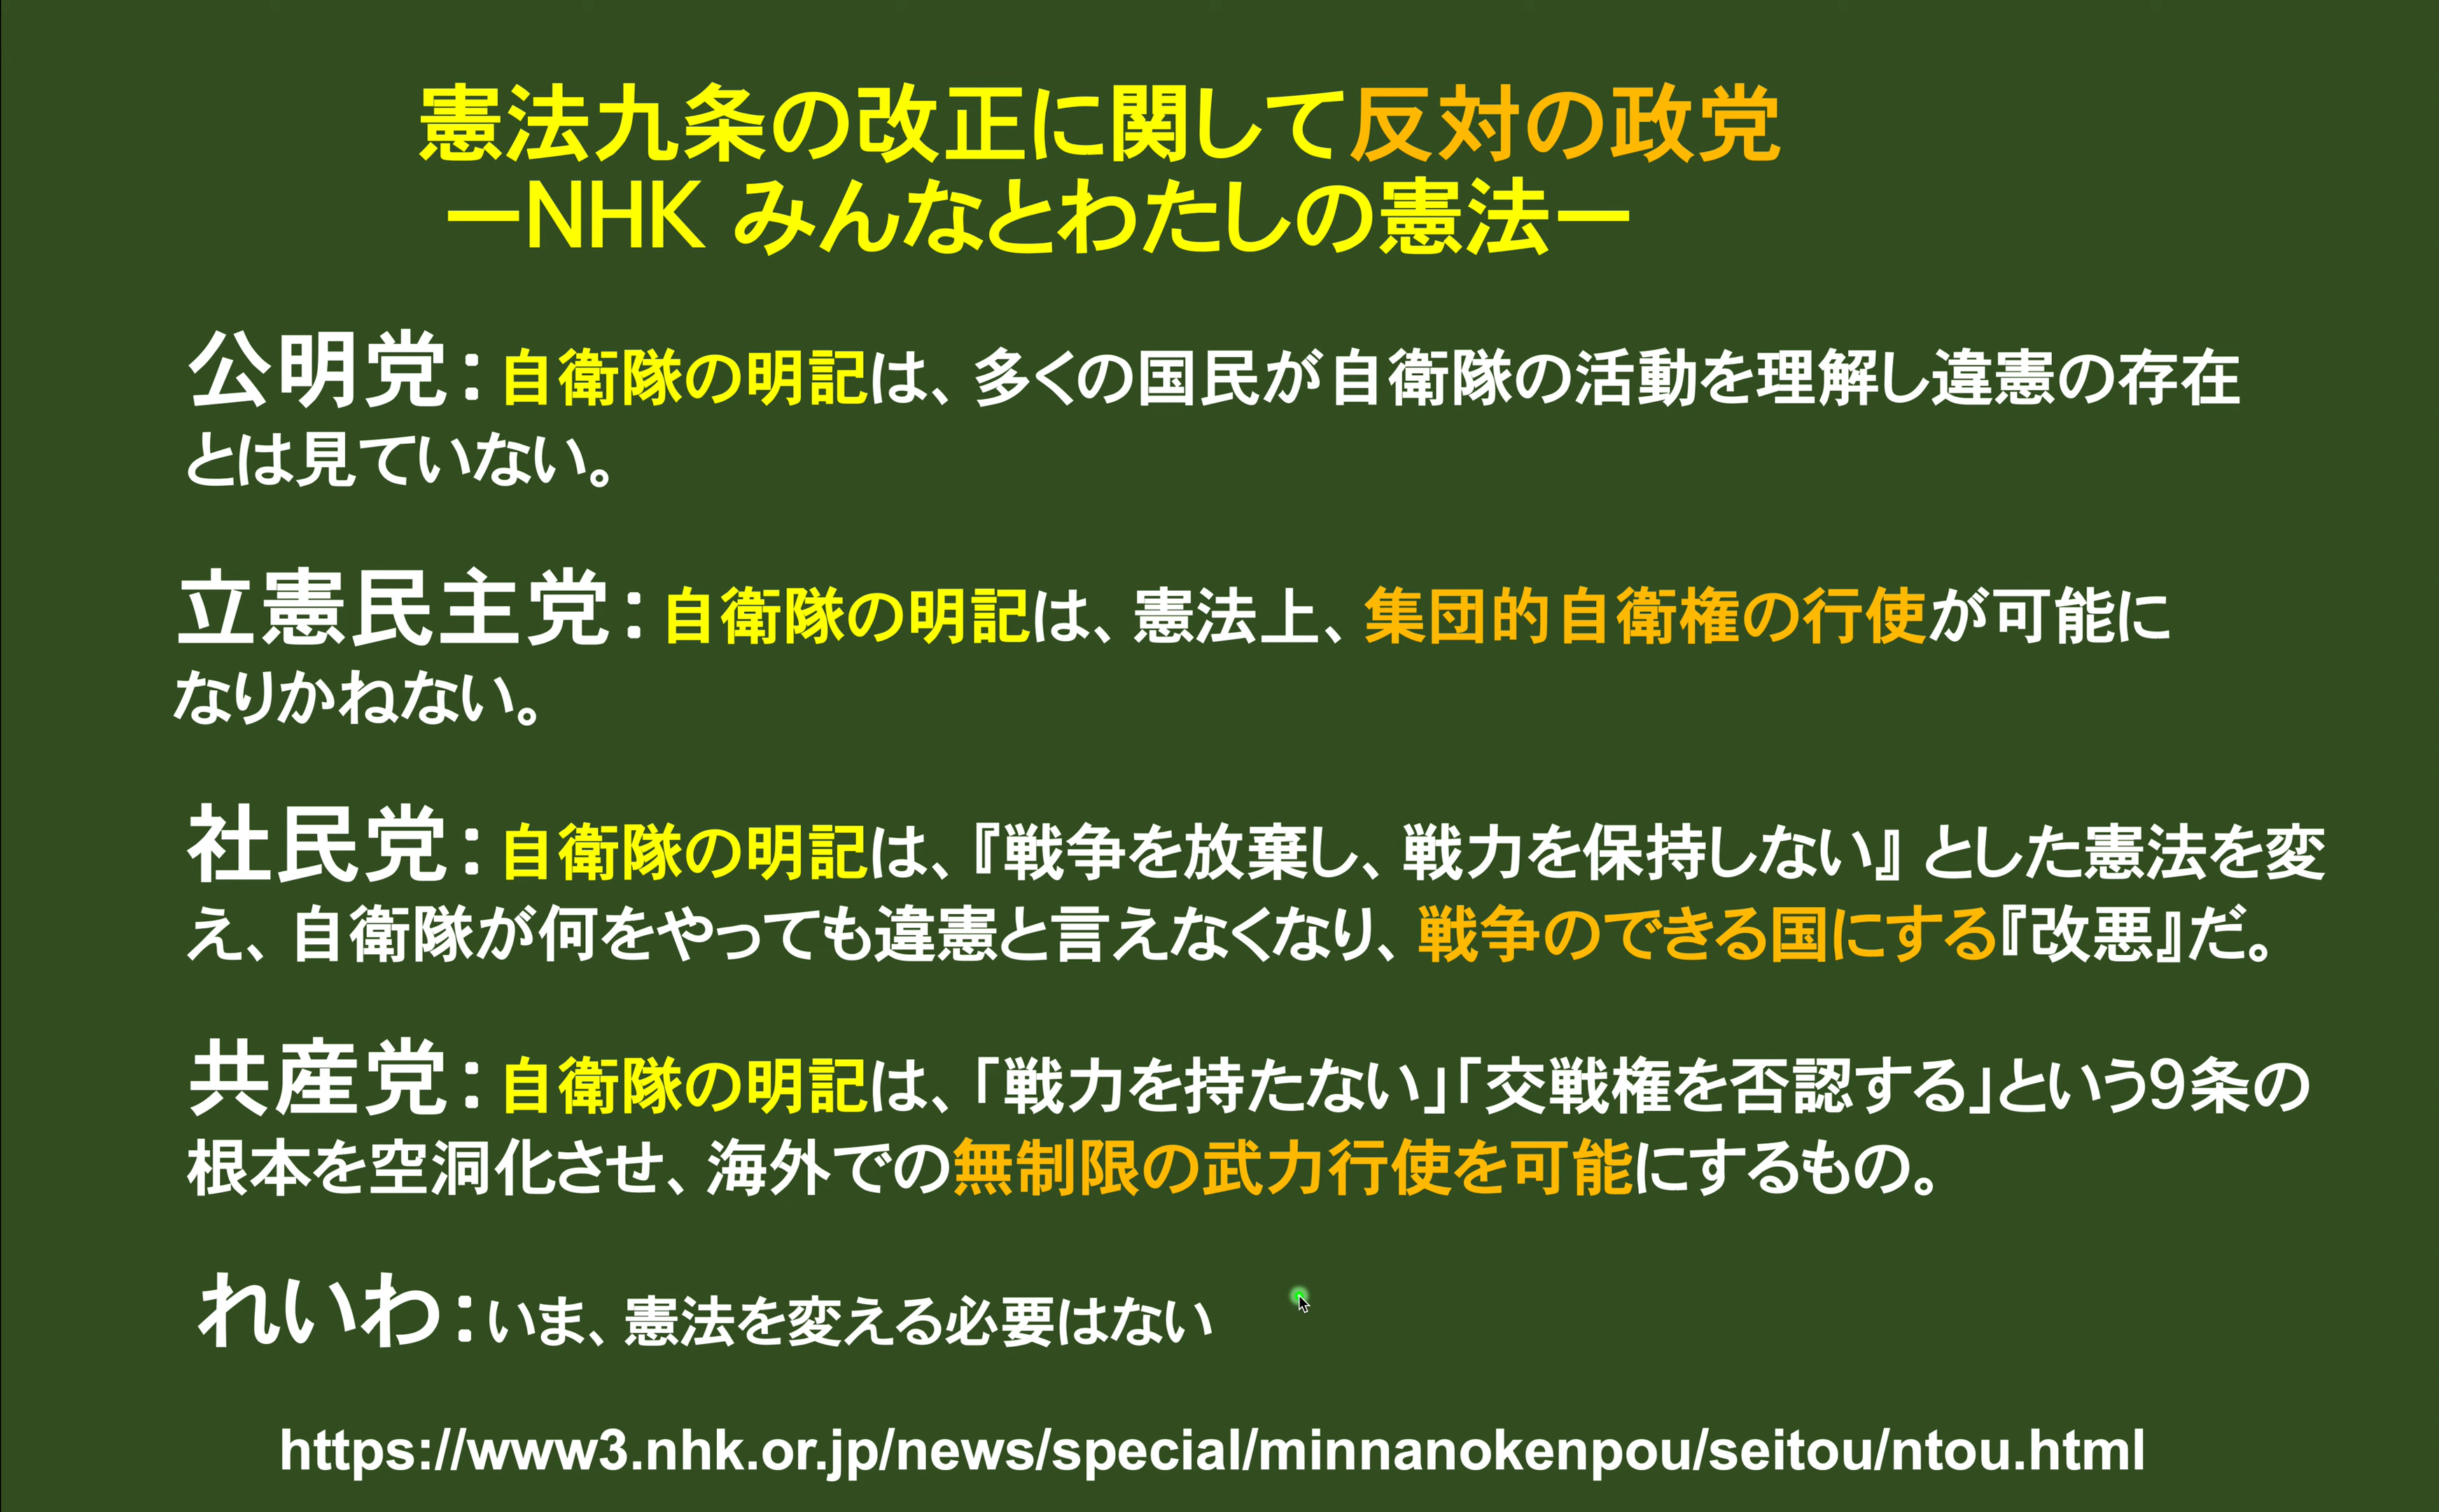 憲法九条の改正に関して反対の政党
ーNHK みんなとわたしの憲法ー
公明党：自衛隊の明記は、多くの国民が自衛隊の活動を理解し違憲の存在
とは見ていない。
立憲民主党：自衛隊の明記は、憲法上、集団的自衛権の行使が可能に
なりかねない。
社民党：自衛隊の明記は、『戦争を放棄し、戦力を保持しない』とした憲法を変
え、自衛隊が何をやっても違憲と言えなくなり、戦争のできる国にする『改悪』だ。
共産党：自衛隊の明記は、「戦力を持たない」「交戦権を否認する」という9条の
根本を空洞化させ、海外での無制限の武力行使を可能にするもの。
れいわ：いま、憲法を変える必要はない
https://www3.nhk.or.jp/news/special/minnanokenpou/seitou/ntou.html